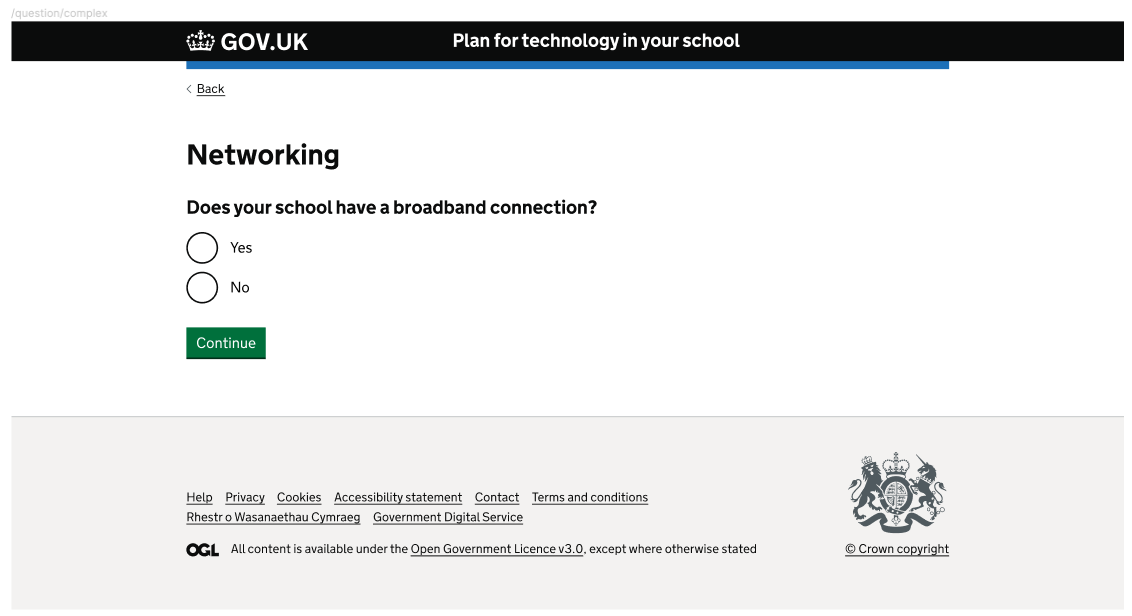 /question/complex
GOV.UK
Plan for technology in your school
Back
Networking
Does your school have a broadband connection?
Yes
No
Continue
Help Privacy Cookies Accessibility statement Contact Terms and conditions
Rhestr o Wasanaethau Cymraeg Government Digital Service
OGL All content is available under the Open Government Licence v3.0, except where otherwise stated
© Crown copyright